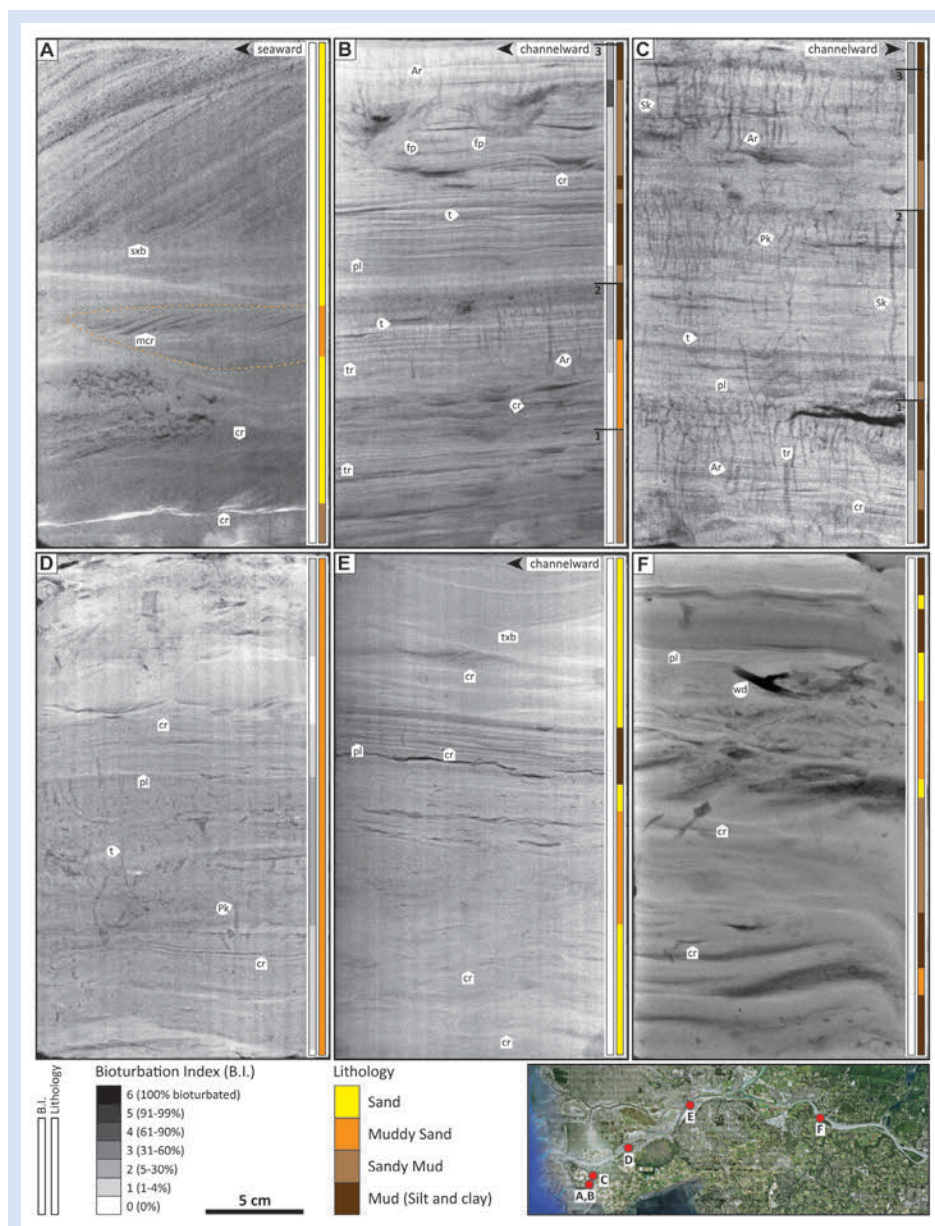 A
seaward
sxb
mcr
cr
cr
B
channelward
3
Ar
fp
fp
cr
t
pl
2
t
Ar
tr
cr
1
tr
C
channelward
3
Sk
Ar
2
Pk
Sk
t
pl
1
tr
Ar
cr
D
cr
pl
t
Pk
cr
E
channelward
txb
cr
pl
cr
cr
cr
F
pl
wd
cr
cr
B.I.
Lithology
Bioturbation Index (B.I.)
6 (100% bioturbated)
5 (91-99%)
4 (61-90%)
3 (31-60%)
2 (5-30%)
1 (1-4%)
0 (0%)
5 cm
Lithology
Sand
Muddy Sand
Sandy Mud
Mud (Silt and clay)
E
F
D
C
A,B